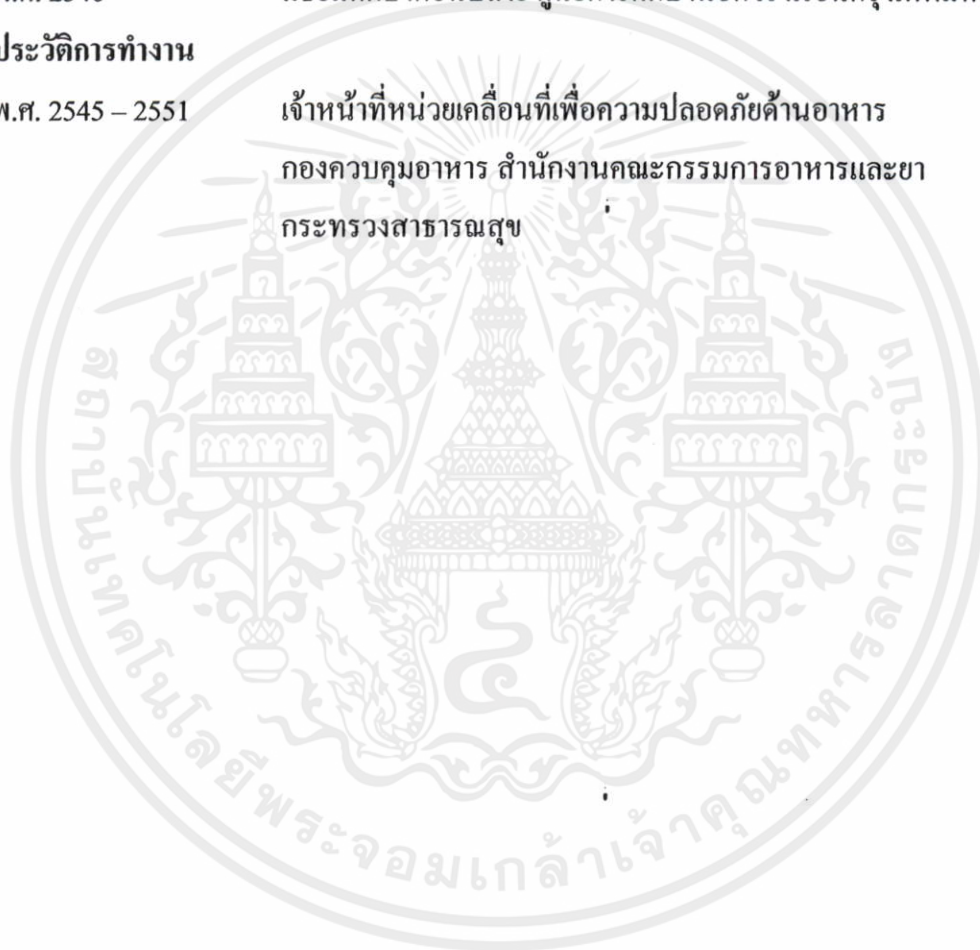 ประวัติการทำงาน
พ.ศ. 2545 – 2551 เจ้าหน้าที่หน่วยเคลื่อนที่เพื่อความปลอดภัยด้านอาหาร
กองควบคุมอาหาร สำนักงานคณะกรรมการอาหารและยา
กระทรวงสาธารณสุข
สถาบันเทคโนโลยีพระจอมเกล้าเจ้าคุณทหารลาดกระบัง